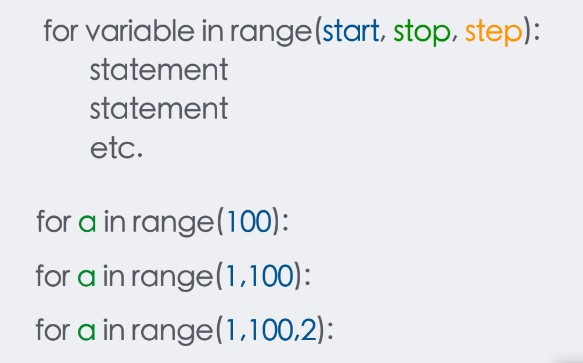 for variable in range(start, stop, step):
statement
statement
etc.
for a in range(100):
for a in range(1,100):
for a in range(1,100,2):